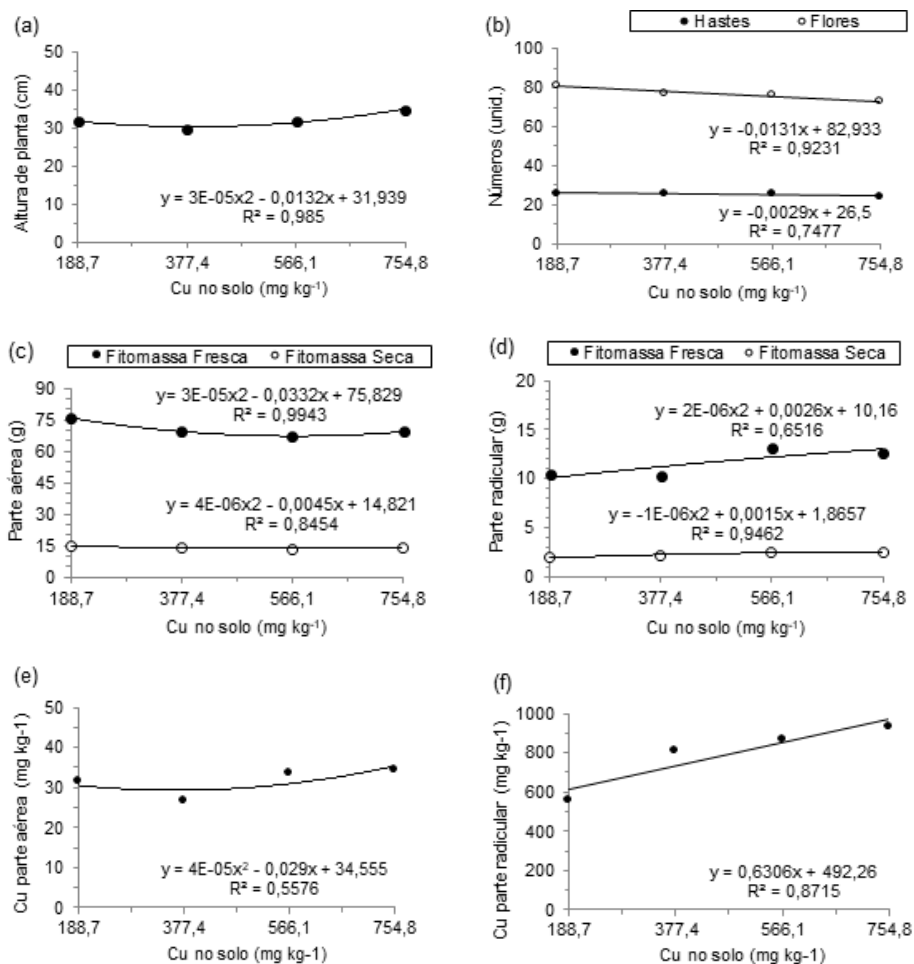 (a)
50
40
30
20
10
0
Altura de planta (cm)
y = 3E-05x2 - 0,0132x + 31,939
R² = 0,985
188,7 377,4 566,1 754,8
Cu no solo (mg kg⁻¹)
(b)
Hastes Flores
100
80
60
40
20
0
Números (unid.)
y = -0,0131x + 82,933
R² = 0,9231
y = -0,0029x + 26,5
R² = 0,7477
188,7 377,4 566,1 754,8
Cu no solo (mg kg⁻¹)
(c)
Fitomassa Fresca Fitomassa Seca
90
75
60
45
30
15
0
Parte aérea (g)
y = 3E-05x2 - 0,0332x + 75,829
R² = 0,9943
y = 4E-06x2 - 0,0045x + 14,821
R² = 0,8454
188,7 377,4 566,1 754,8
Cu no solo (mg kg⁻¹)
(d)
Fitomassa Fresca Fitomassa Seca
20
15
10
5
0
Parte radicular (g)
y = 2E-06x2 + 0,0026x + 10,16
R² = 0,6516
y = -1E-06x2 + 0,0015x + 1,8657
R² = 0,9462
188,7 377,4 566,1 754,8
Cu no solo (mg kg⁻¹)
(e)
50
40
30
20
10
0
Cu parte aérea (mg kg-1)
y = 4E-05x² - 0,029x + 34,555
R² = 0,5576
188,7 377,4 566,1 754,8
Cu no solo (mg kg-1)
(f)
1000
800
600
400
200
0
Cu parte radicular (mg kg-1)
y = 0,6306x + 492,26
R² = 0,8715
188,7 377,4 566,1 754,8
Cu no solo (mg kg-1)